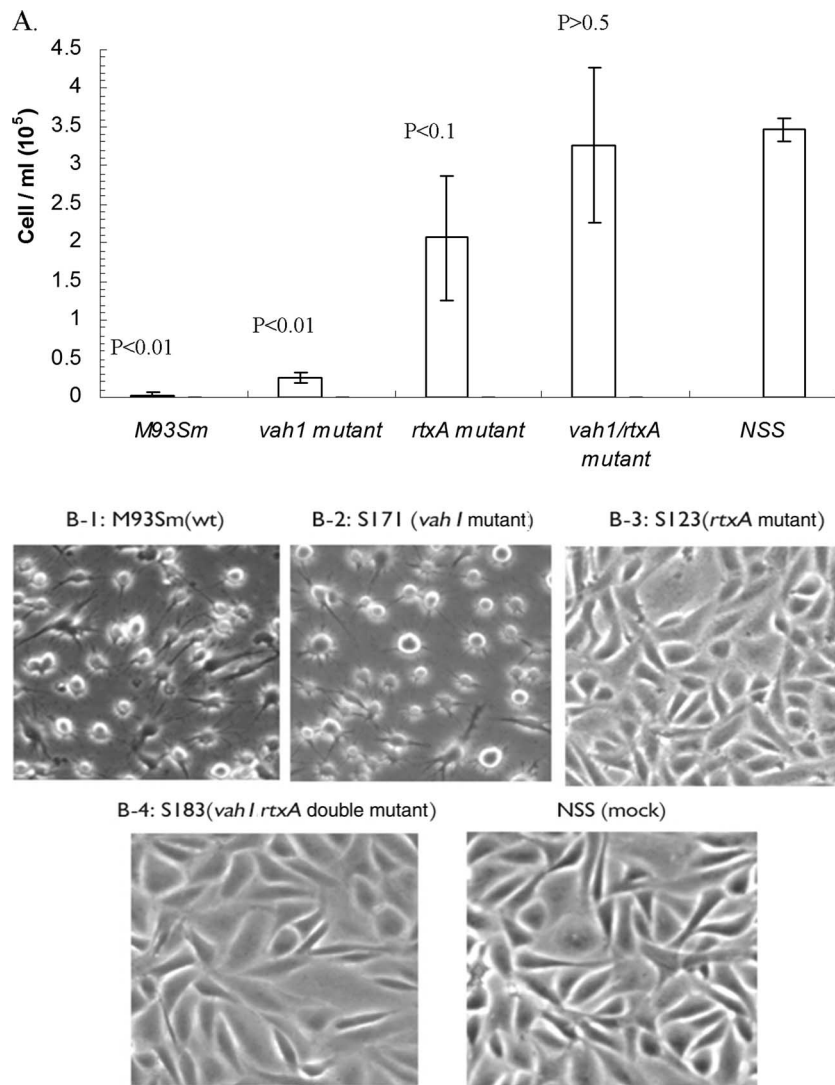 A.
P>0.5
P<0.1
P<0.01
P<0.01
Cell / ml (10⁵)
4.5
4
3.5
3
2.5
2
1.5
1
0.5
0
M93Sm
vah1 mutant
rtxA mutant
vah1/rtxA
mutant
NSS
B-1: M93Sm(wt)
B-2: S171 (vah1 mutant)
B-3: S123(rtxA mutant)
B-4: S183(vah1 rtxA double mutant)
NSS (mock)